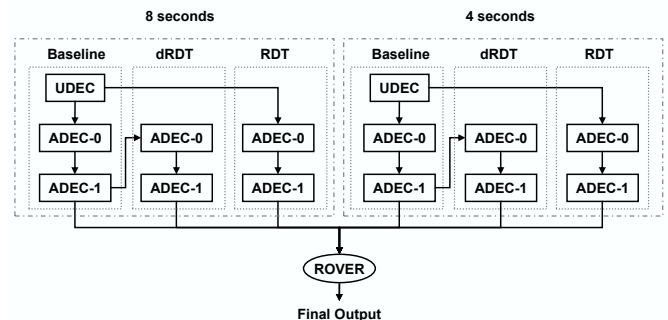 8 seconds 4 seconds
Baseline dRDT RDT Baseline dRDT RDT
UDEC UDEC
ADEC-0 ADEC-0 ADEC-0 ADEC-0 ADEC-0 ADEC-0
ADEC-1 ADEC-1 ADEC-1 ADEC-1 ADEC-1 ADEC-1
ROVER
Final Output